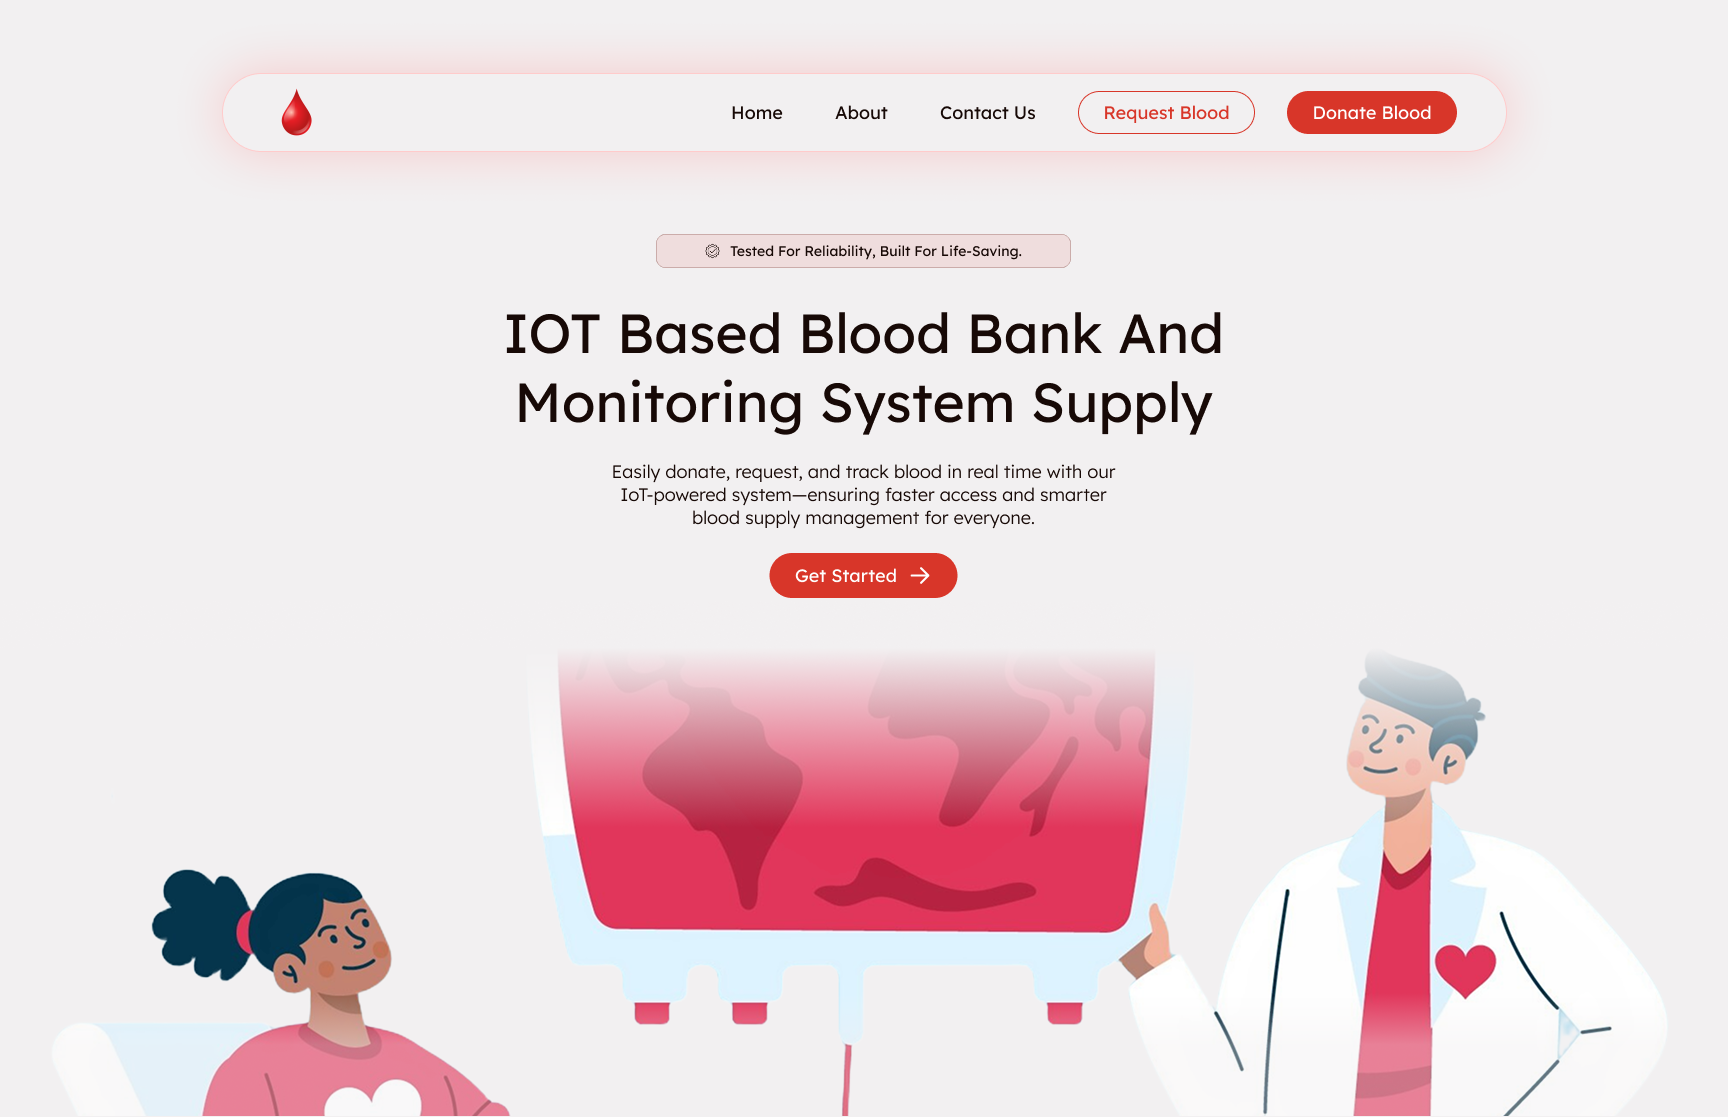 Home
About
Contact Us
Request Blood
Donate Blood
Tested For Reliability, Built For Life-Saving.
IOT Based Blood Bank And
Monitoring System Supply
Easily donate, request, and track blood in real time with our
IoT-powered system—ensuring faster access and smarter
blood supply management for everyone.
Get Started